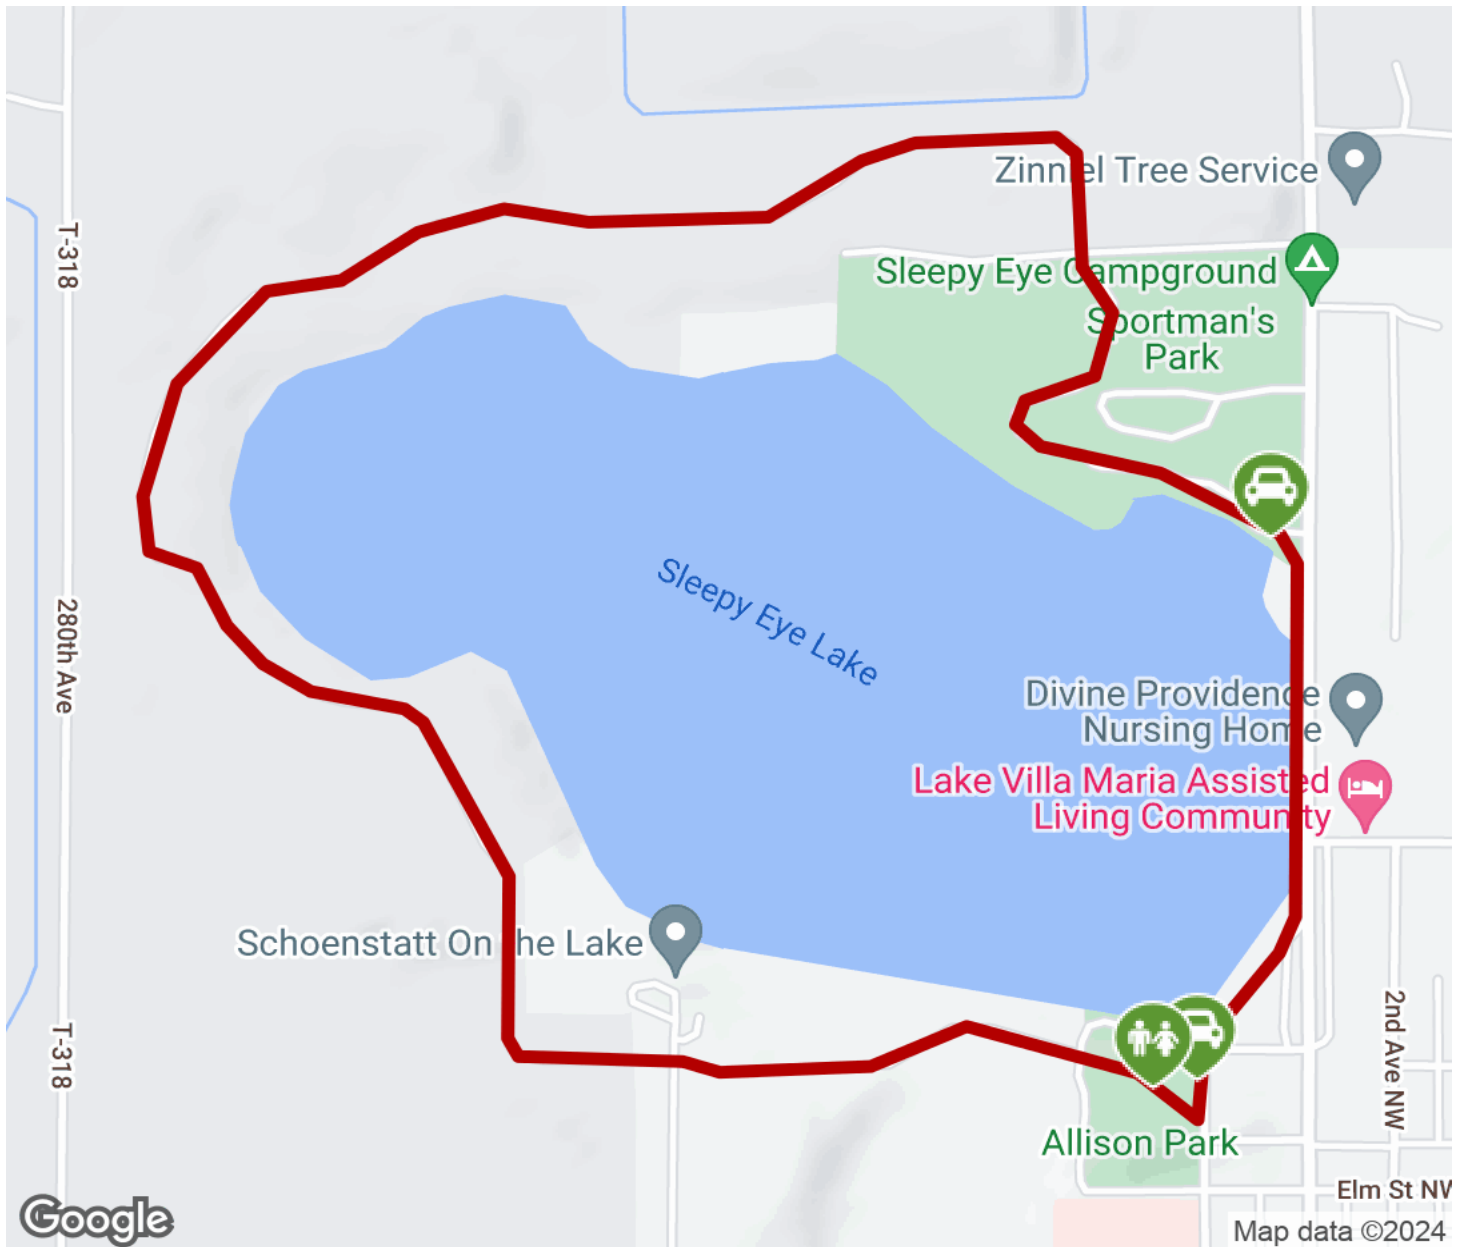 Zinniel Tree Service
T-318
Sleepy Eye Campground
Sportman's
Park
Sleepy Eye Lake
280th Ave
Divine Providence
Nursing Home
Lake Villa Maria Assisted
Living Community
Schoenstatt On the Lake
T-318
2nd Ave NW
Allison Park
Elm St NW
Google
Map data ©2024